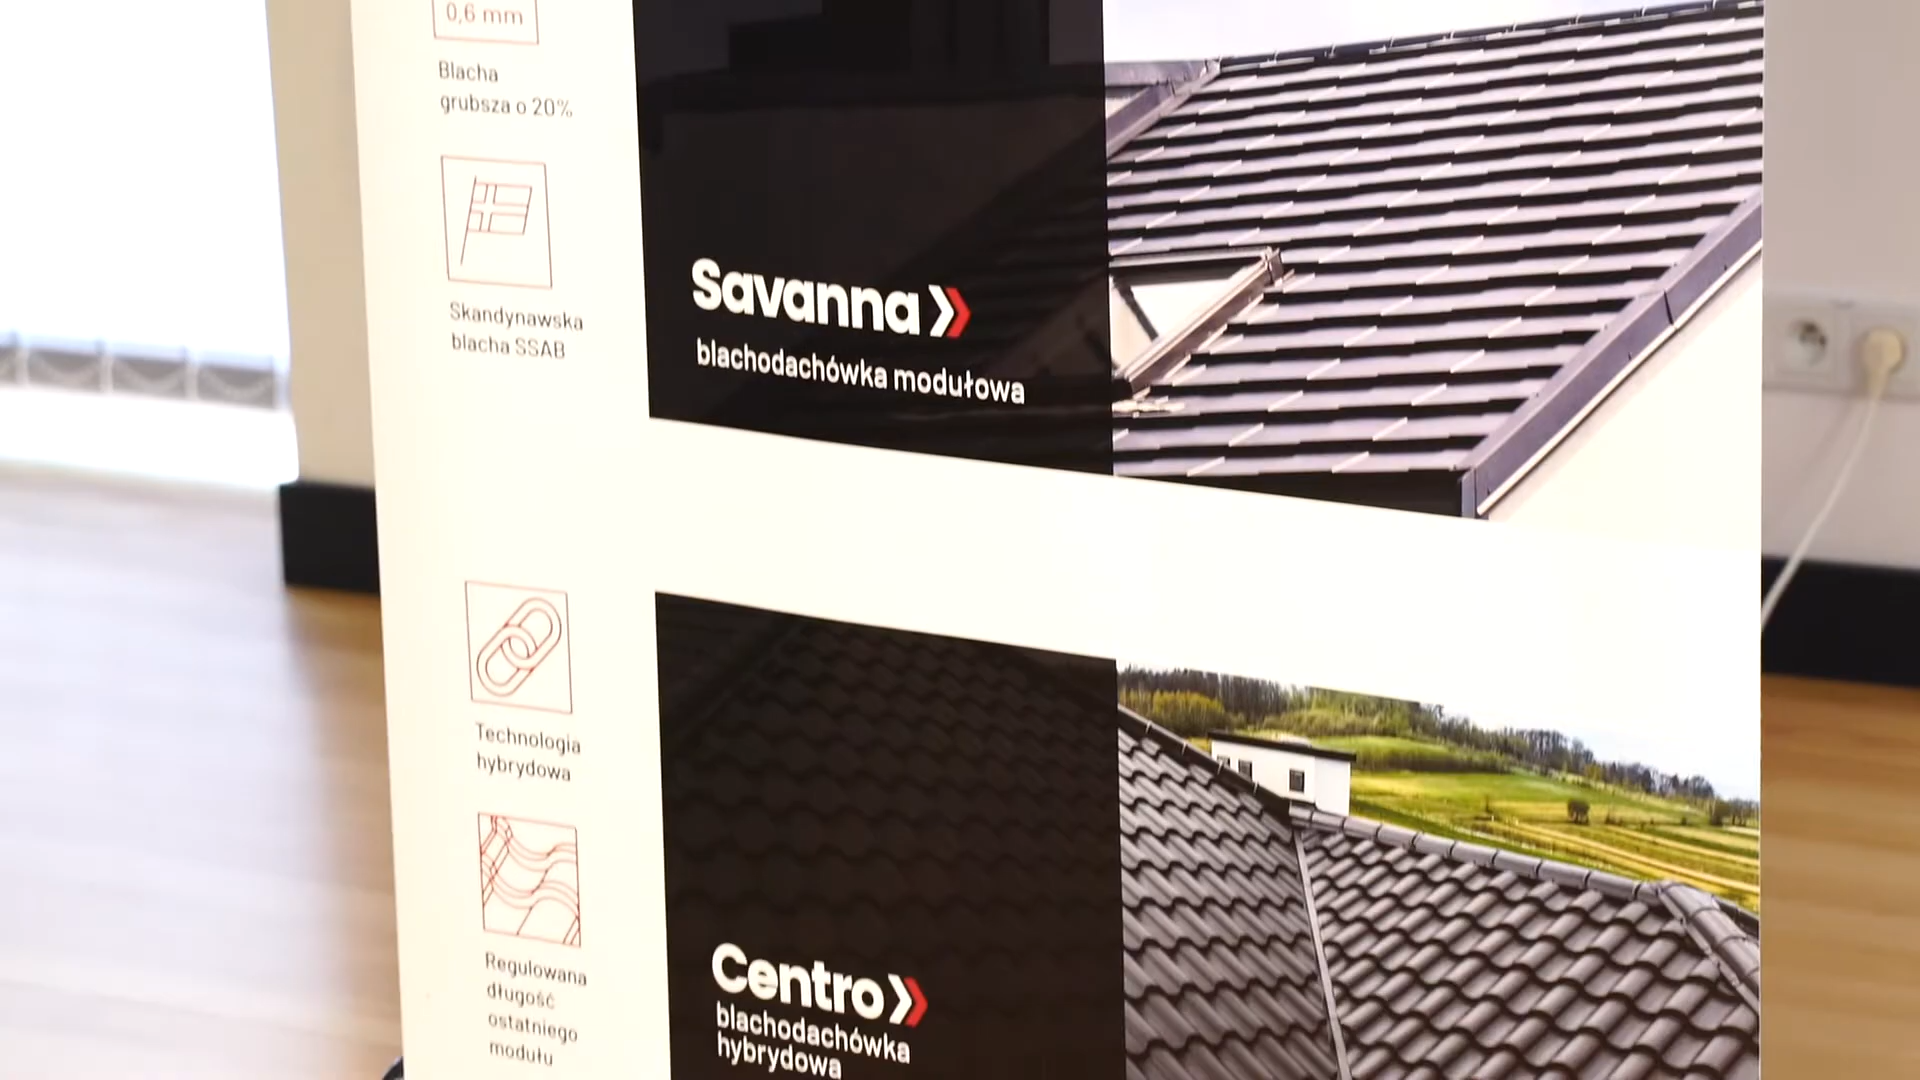 0,6 mm
Blacha
grubsza o 20%
Skandynawska
blacha SSAB
Savanna
blachodachówka modułowa
Technologia
hybrydowa
Regulowana
długość
ostatniego
modułu
Centro
blachodachówka
hybrydowa